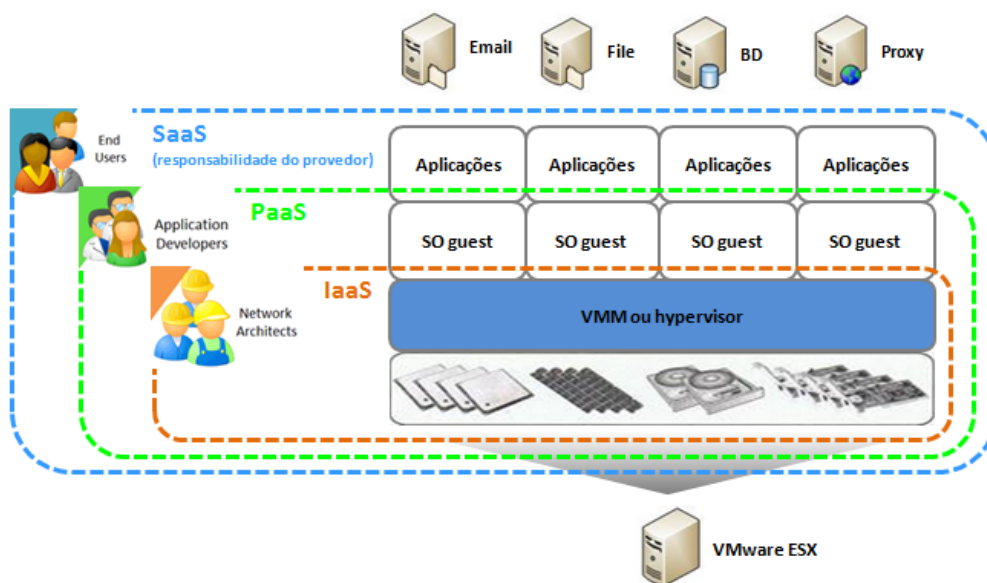 Email
File
BD
Proxy
End
Users
SaaS
(responsabilidade do provedor)
Aplicações
Aplicações
Aplicações
Aplicações
Application
Developers
PaaS
SO guest
SO guest
SO guest
SO guest
Network
Architects
IaaS
VMM ou hypervisor
VMware ESX